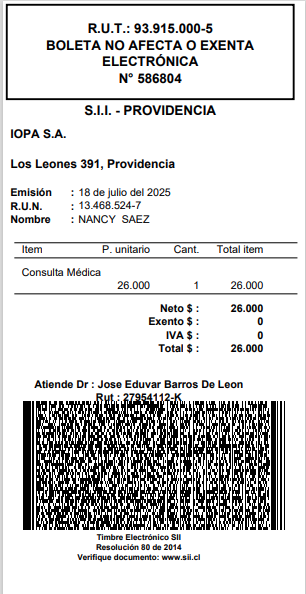 R.U.T.: 93.915.000-5
BOLETA NO AFECTA O EXENTA
ELECTRÓNICA
N° 586804
S.I.I. - PROVIDENCIA
IOPA S.A.
Los Leones 391, Providencia
Emisión : 18 de julio del 2025
R.U.N. : 13.468.524-7
Nombre : NANCY SAEZ
Item P. unitario Cant. Total item
Consulta Médica
26.000 1 26.000
Neto $ : 26.000
Exento $ : 0
IVA $ : 0
Total $ : 26.000
Atiende Dr : Jose Eduvar Barros De Leon
Rut : 27954112-K
Timbre Electrónico SII
Resolución 80 de 2014
Verifique documento: www.sii.cl